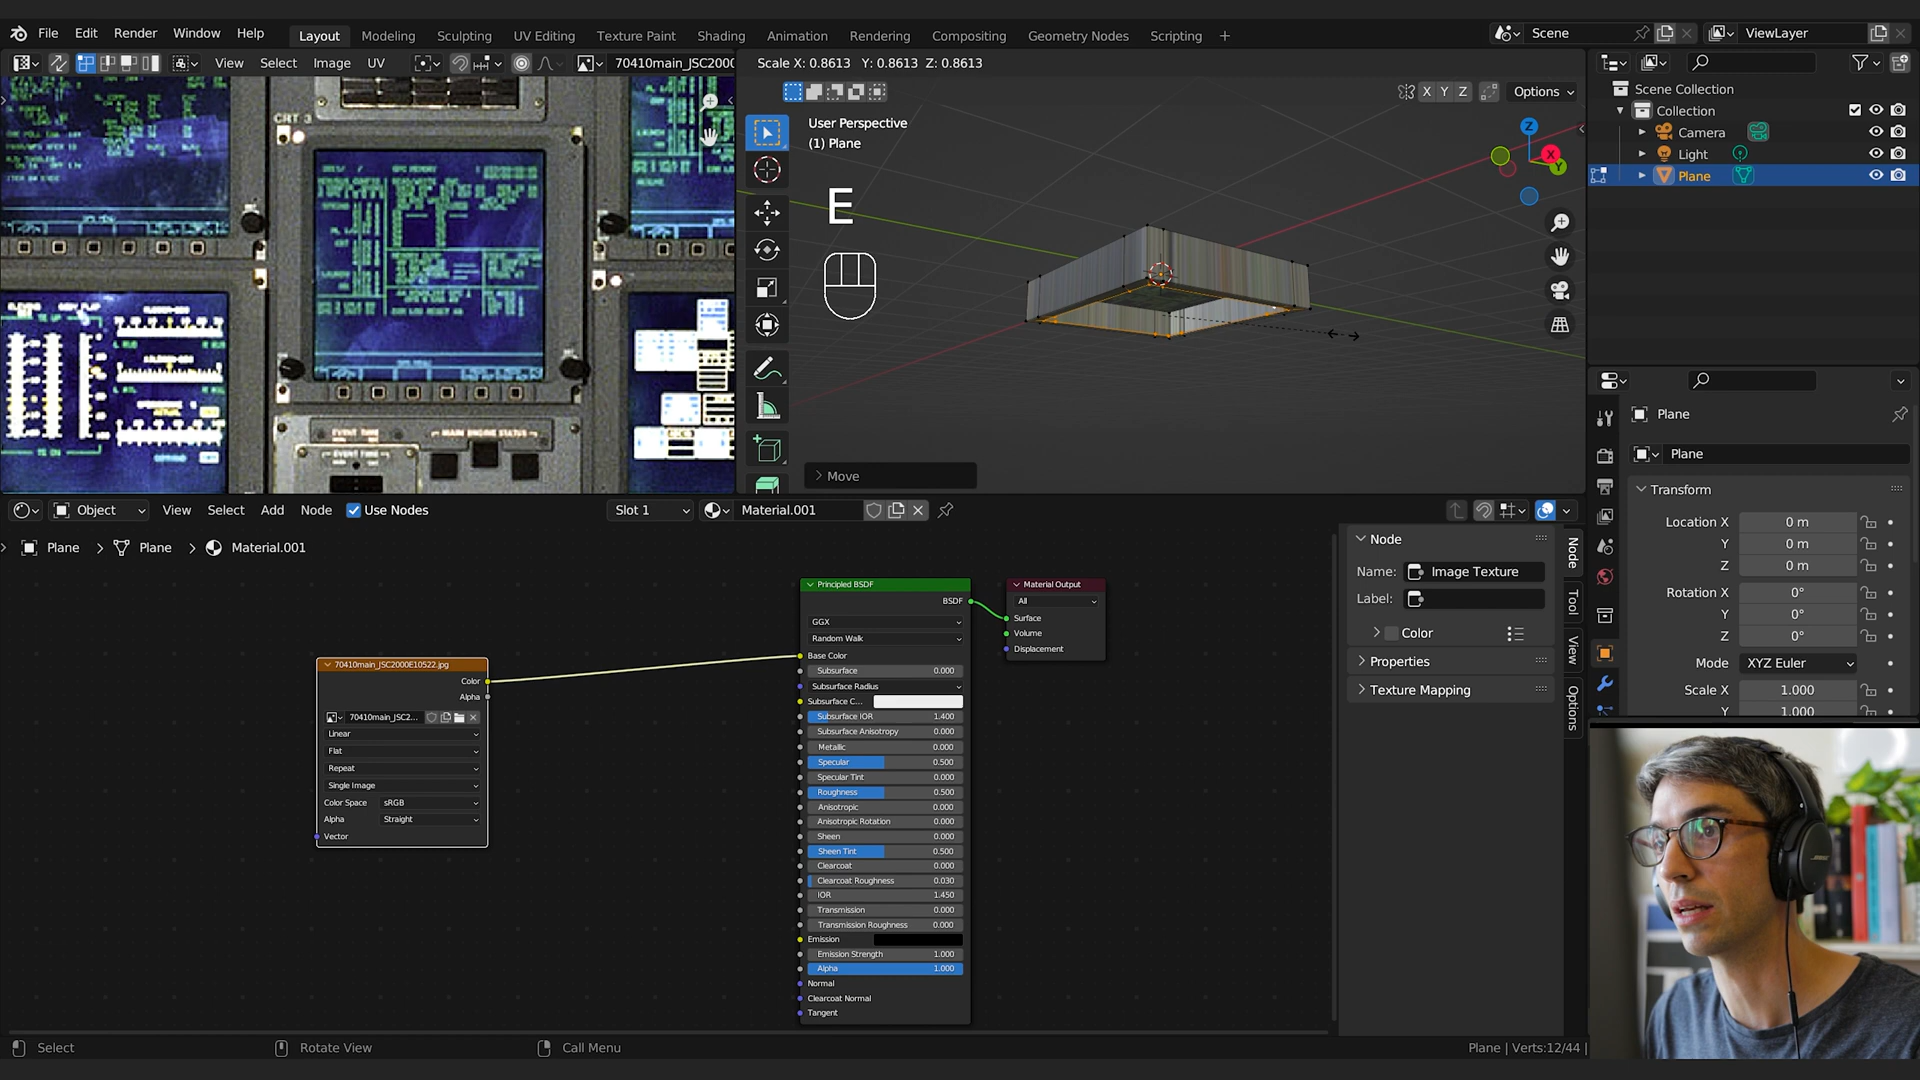 File Edit Render Window Help Layout Modeling Sculpting UV Editing Texture Paint Shading Animation Rendering Compositing Geometry Nodes Scripting + Scene ViewLayer
View Select Image UV 70410main_JSC200 Scale X: 0.8613 Y: 0.8613 Z: 0.8613
X Y Z Options
User Perspective
(1) Plane
E
> Move
CRT 3
EVENT TIME
Scene Collection
Collection
Camera
Light
Plane
Plane
Plane
Transform
Location X 0 m
Y 0 m
Z 0 m
Rotation X 0°
Y 0°
Z 0°
Mode XYZ Euler
Scale X 1.000
Y 1.000
Object View Select Add Node Use Nodes Slot 1 Material.001
Plane > Plane > Material.001
70410main_JSC2000E10522.jpg
Color
Alpha
70410main_JSC2...
Linear
Flat
Repeat
Single Image
Color Space sRGB
Alpha Straight
Vector
Principled BSDF
BSDF
GGX
Random Walk
Base Color
Subsurface 0.000
Subsurface Radius
Subsurface C...
Subsurface IOR 1.400
Subsurface Anisotropy 0.000
Metallic 0.000
Specular 0.500
Specular Tint 0.000
Roughness 0.500
Anisotropic 0.000
Anisotropic Rotation 0.000
Sheen 0.000
Sheen Tint 0.500
Clearcoat 0.000
Clearcoat Roughness 0.030
IOR 1.450
Transmission 0.000
Transmission Roughness 0.000
Emission
Emission Strength 1.000
Alpha 1.000
Normal
Clearcoat Normal
Tangent
Material Output
All
Surface
Volume
Displacement
Node
Name: Image Texture
Label:
Color
Properties
Texture Mapping
Node
Tool
View
Options
BOSE
Select Rotate View Call Menu Plane | Verts:12/44 |